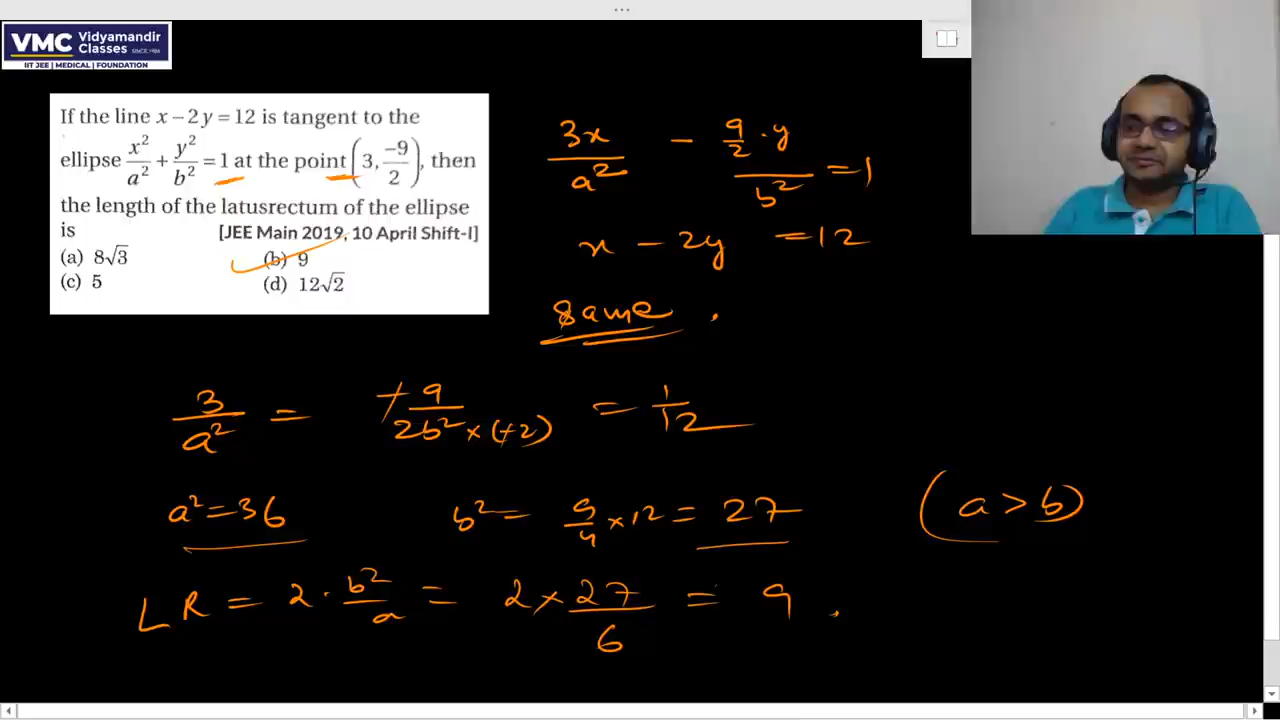 VMC Vidyamandir Classes
SINCE 1986
IIT JEE | MEDICAL | FOUNDATION
If the line x − 2y = 12 is tangent to the
ellipse x²/a² + y²/b² = 1 at the point (3, −9/2), then
the length of the latusrectum of the ellipse
is [JEE Main 2019, 10 April Shift-I]
(a) 8√3 (b) 9
(c) 5 (d) 12√2
3x/a² − (9/2 · y)/b² = 1
x − 2y = 12
same .
3/a² = +9/(2b² × (+2)) = 1/12
a² = 36 b² = 9/4 × 12 = 27 (a > b)
LR = 2 · b²/a = 2 × 27/6 = 9 .